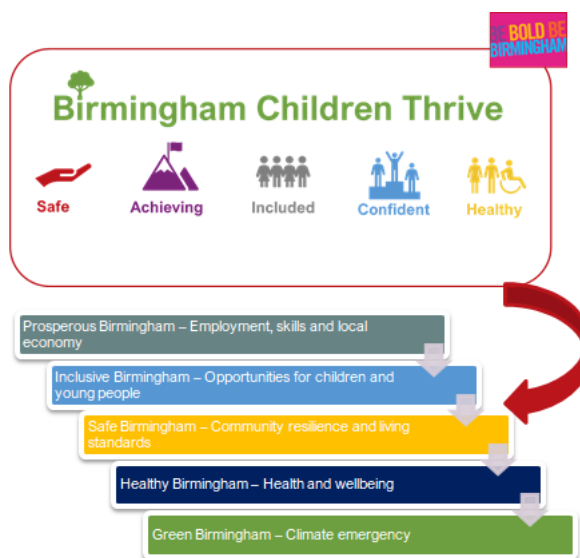 BE BOLD BE
BIRMINGHAM
Birmingham Children Thrive
Safe
Achieving
Included
Confident
Healthy
Prosperous Birmingham – Employment, skills and local
economy
Inclusive Birmingham – Opportunities for children and
young people
Safe Birmingham – Community resilience and living
standards
Healthy Birmingham – Health and wellbeing
Green Birmingham – Climate emergency